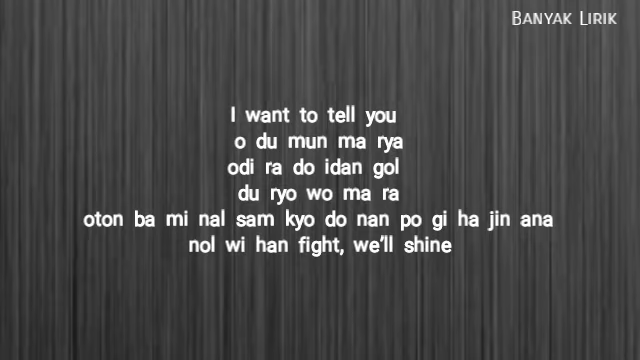 BANYAK LIRIK
I want to tell you
o du mun ma rya
odi ra do idan gol
du ryo wo ma ra
oton ba mi nal sam kyo do nan po gi ha jin ana
nol wi han fight, we'll shine